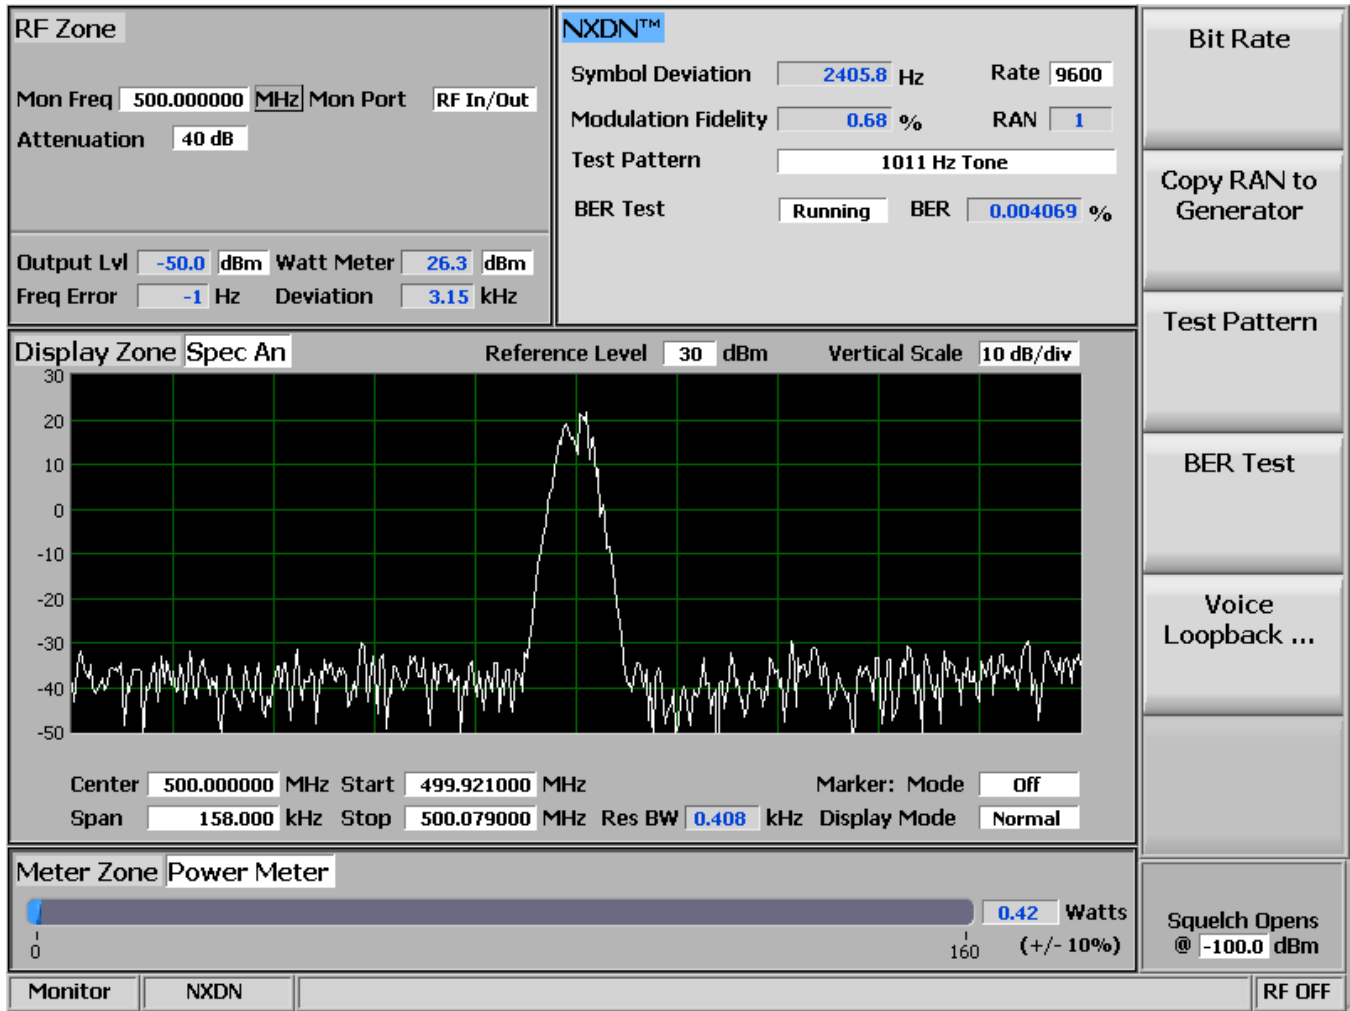 RF Zone
Mon Freq 500.000000 MHz Mon Port RF In/Out
Attenuation 40 dB
Output Lvl -50.0 dBm Watt Meter 26.3 dBm
Freq Error -1 Hz Deviation 3.15 kHz
NXDN™
Symbol Deviation 2405.8 Hz Rate 9600
Modulation Fidelity 0.68 % RAN 1
Test Pattern 1011 Hz Tone
BER Test Running BER 0.004069 %
Display Zone Spec An Reference Level 30 dBm Vertical Scale 10 dB/div
30
20
10
0
-10
-20
-30
-40
-50
Center 500.000000 MHz Start 499.921000 MHz Marker: Mode Off
Span 158.000 kHz Stop 500.079000 MHz Res BW 0.408 kHz Display Mode Normal
Meter Zone Power Meter
0.42 Watts
0 160 (+/- 10%)
Bit Rate
Copy RAN to
Generator
Test Pattern
BER Test
Voice
Loopback ...
Squelch Opens
@ -100.0 dBm
Monitor NXDN RF OFF